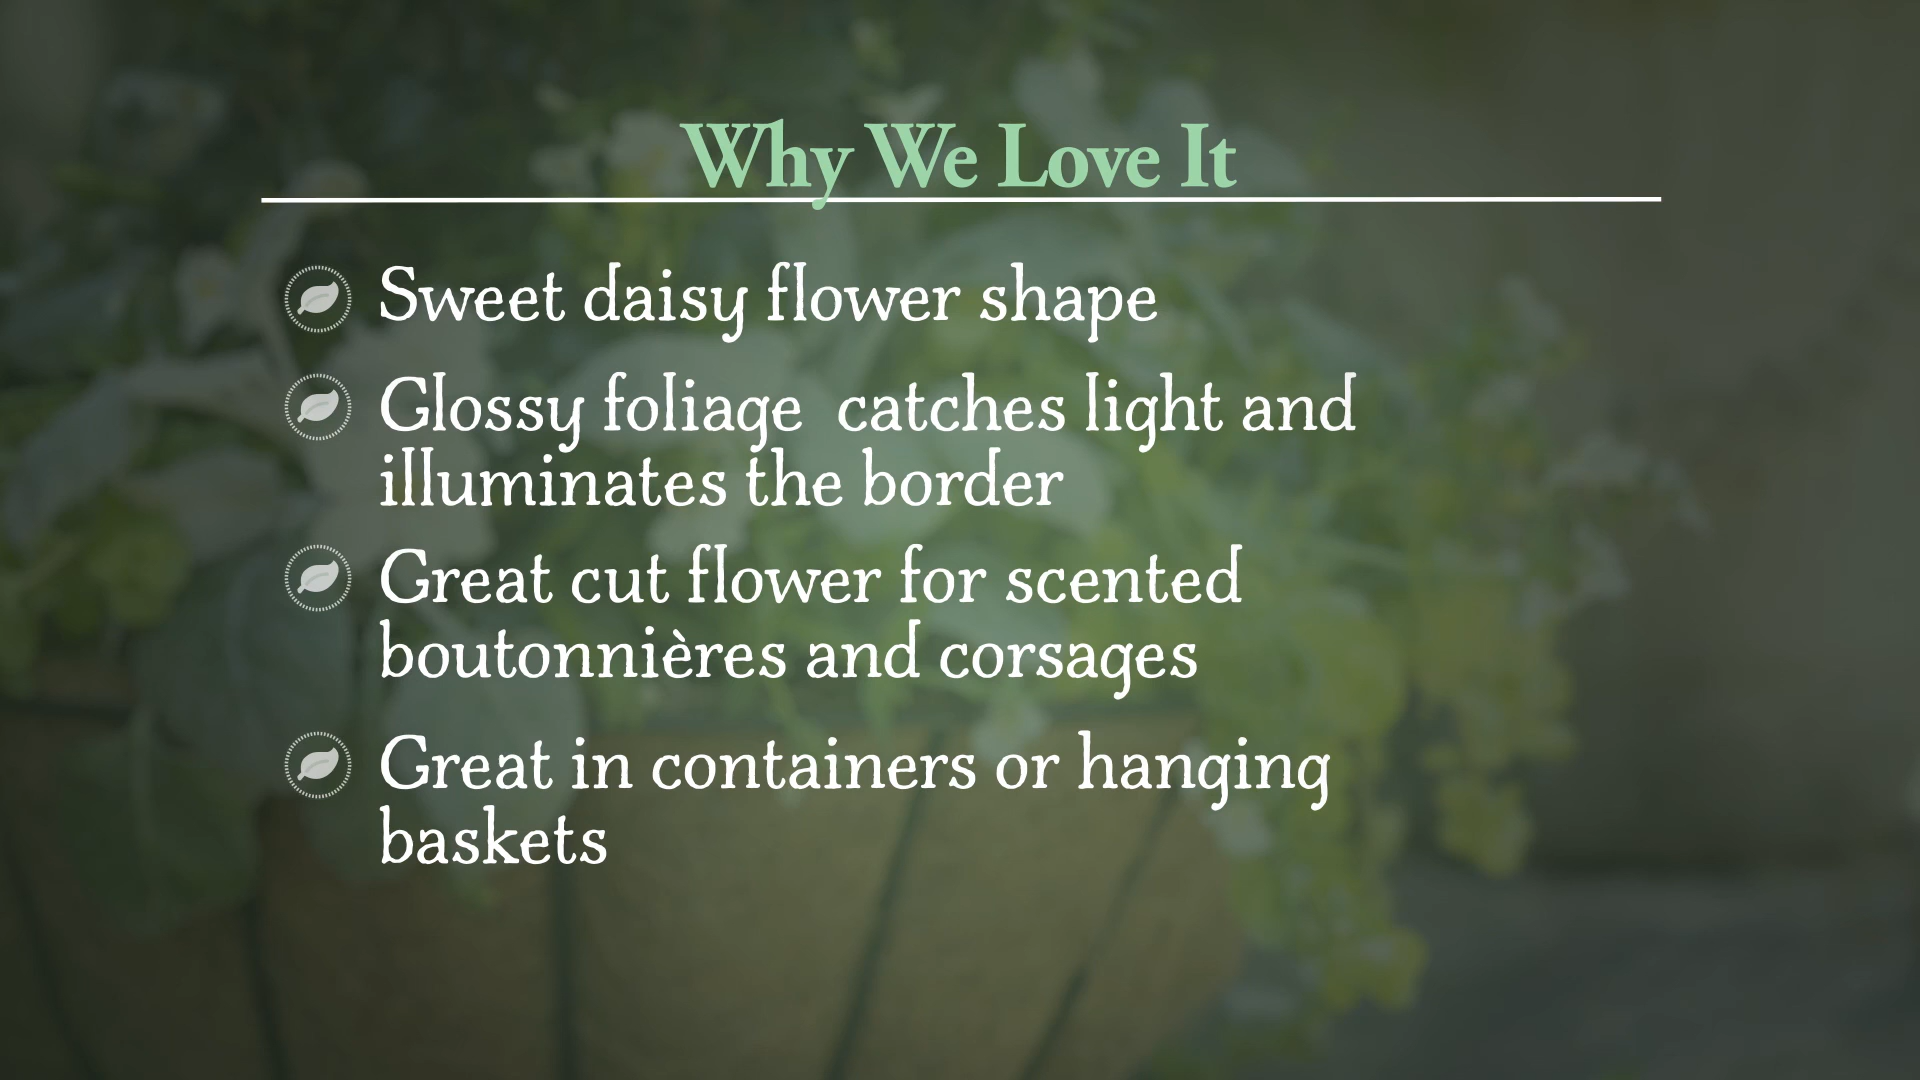 Why We Love It
Sweet daisy flower shape
Glossy foliage  catches light and
illuminates the border
Great cut flower for scented
boutonnières and corsages
Great in containers or hanging
baskets